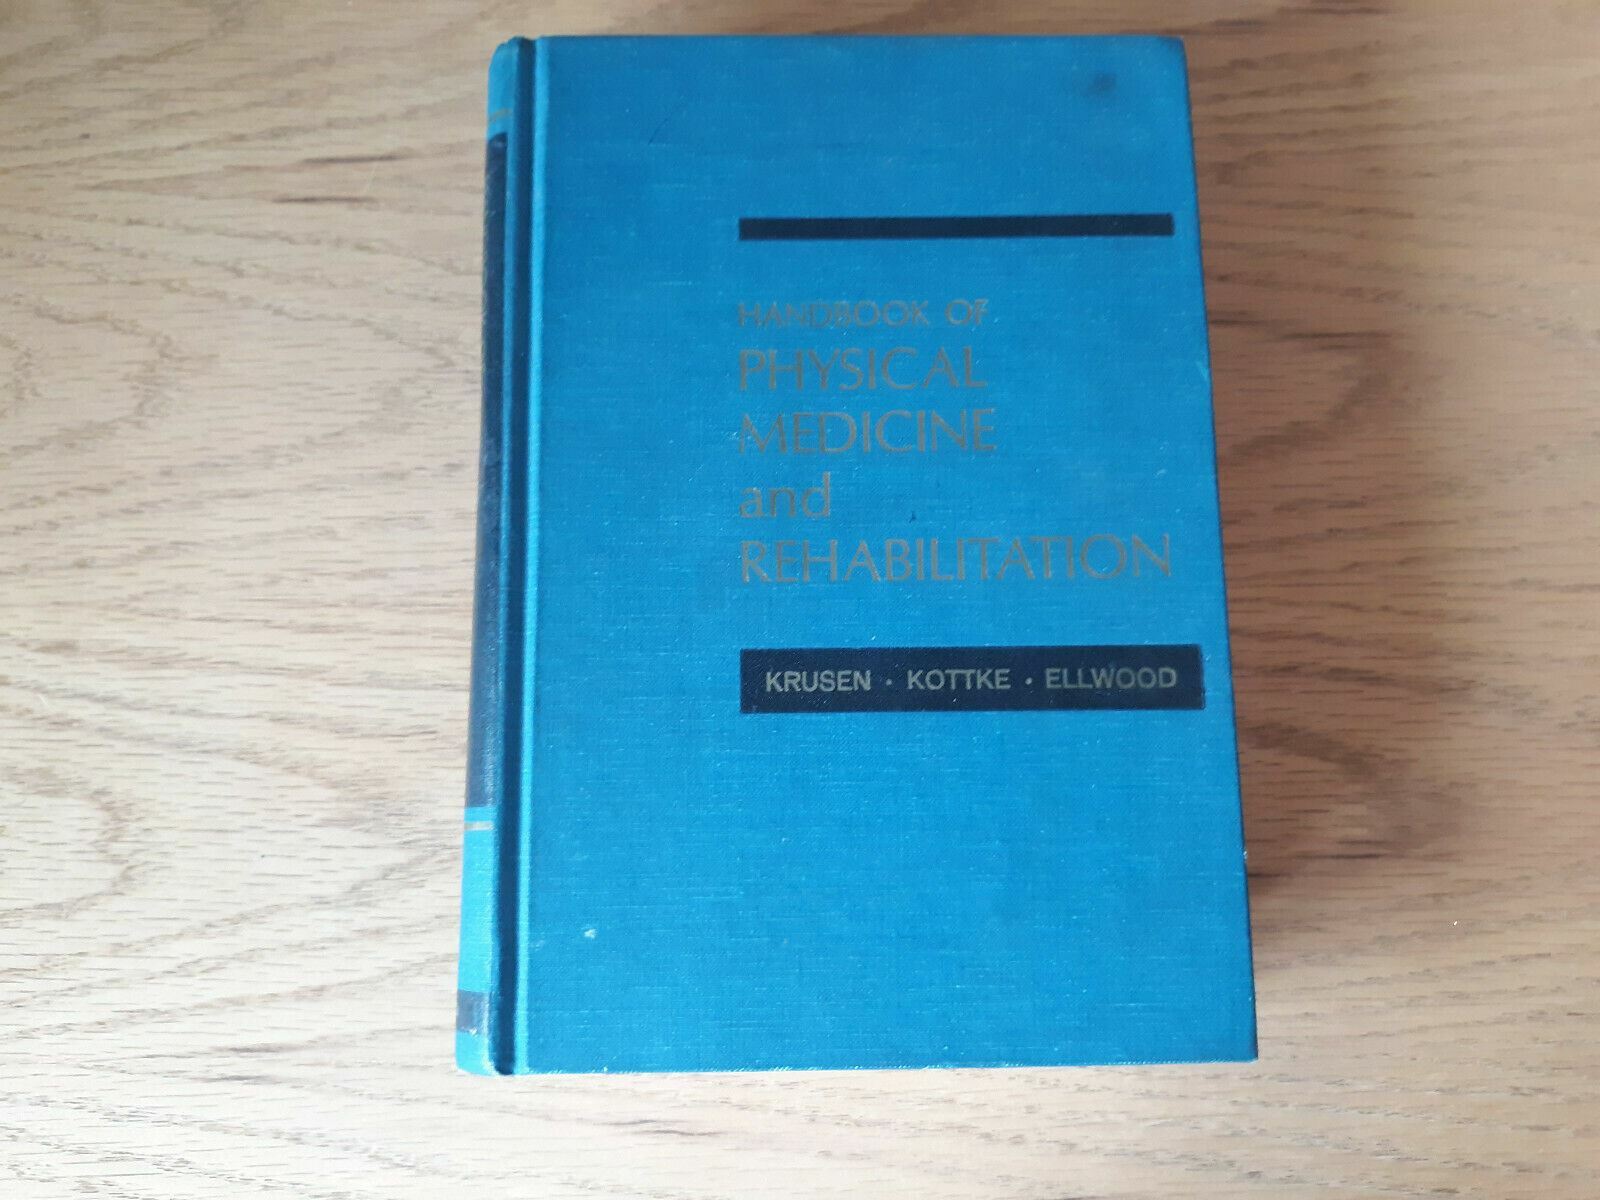 HANDBOOK OF
PHYSICAL
MEDICINE
and
REHABILITATION
KRUSEN · KOTTKE · ELLWOOD